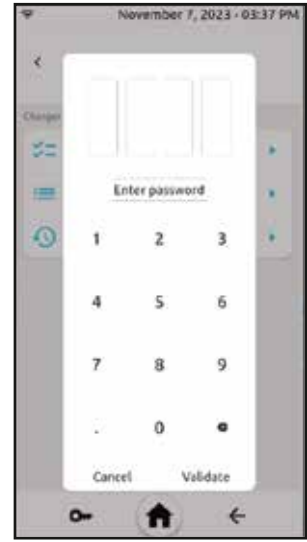 November 7, 2023 - 03:37 PM
Charger
Enter password
1 2 3
4 5 6
7 8 9
. 0
Cancel Validate